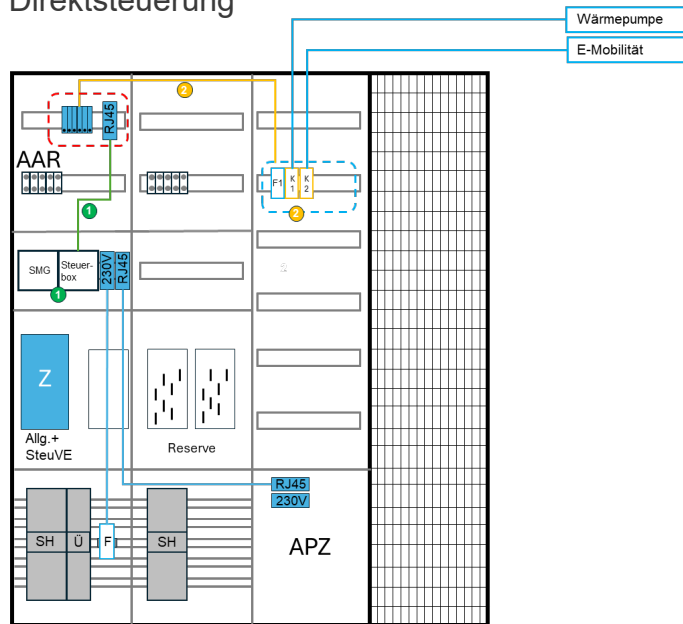 Direktsteuerung
Wärmepumpe
E-Mobilität
2
RJ45
AAR
F1
K
1
K
2
1
2
SMG
Steuer-
box
230V
RJ45
1
Z
Allg.+
SteuVE
Reserve
RJ45
230V
SH
Ü
F
SH
APZ